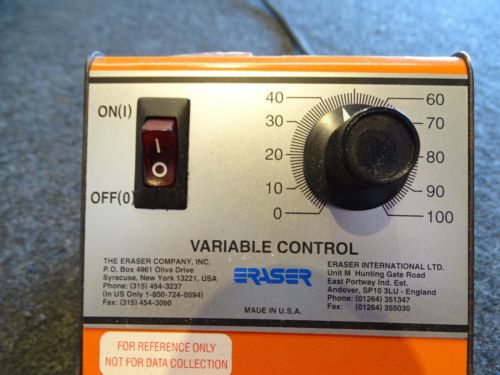 ON(I)
OFF(0)
I
O
40
60
30
70
20
80
10
90
0
100
VARIABLE CONTROL
THE ERASER COMPANY, INC.
P.O. Box 4961 Oliva Drive
Syracuse, New York 13221, USA
Phone: (315) 454-3237
(In US Only 1-800-724-0594)
Fax: (315) 454-3090
ERASER
MADE IN U.S.A.
ERASER INTERNATIONAL LTD.
Unit M Hunting Gate Road
East Portway Ind. Est.
Andover, SP10 3LU - England
Phone: (01264) 351347
Fax: (01264) 355030
FOR REFERENCE ONLY
NOT FOR DATA COLLECTION